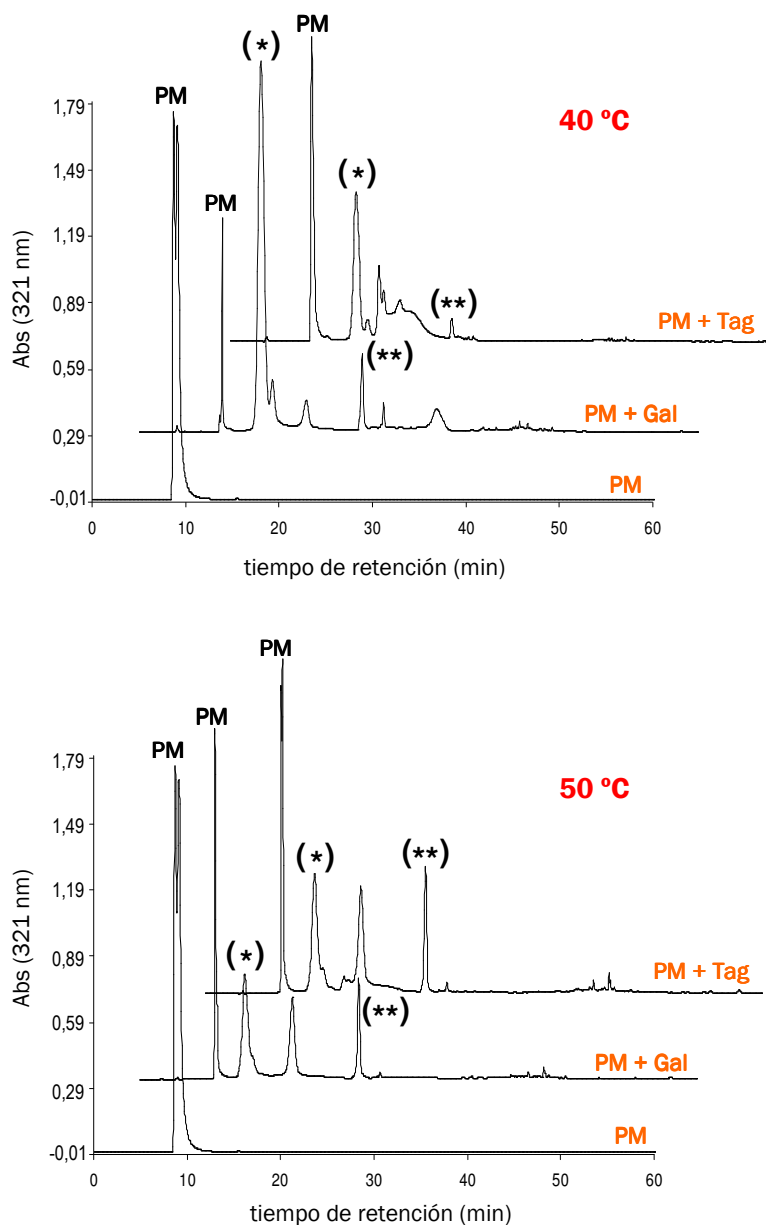 PM
(*)
40 ºC
1,79
PM
1,49
(*)
PM
1,19
Abs (321 nm)
0,89
(**)
PM + Tag
0,59
(**)
PM + Gal
0,29
PM
-0,01
0 10 20 30 40 50 60
tiempo de retención (min)
PM
PM
PM
1,79
50 ºC
1,49
(*)
(**)
1,19
Abs (321 nm)
(*)
0,89
PM + Tag
(**)
0,59
PM + Gal
0,29
PM
-0,01
0 10 20 30 40 50 60
tiempo de retención (min)